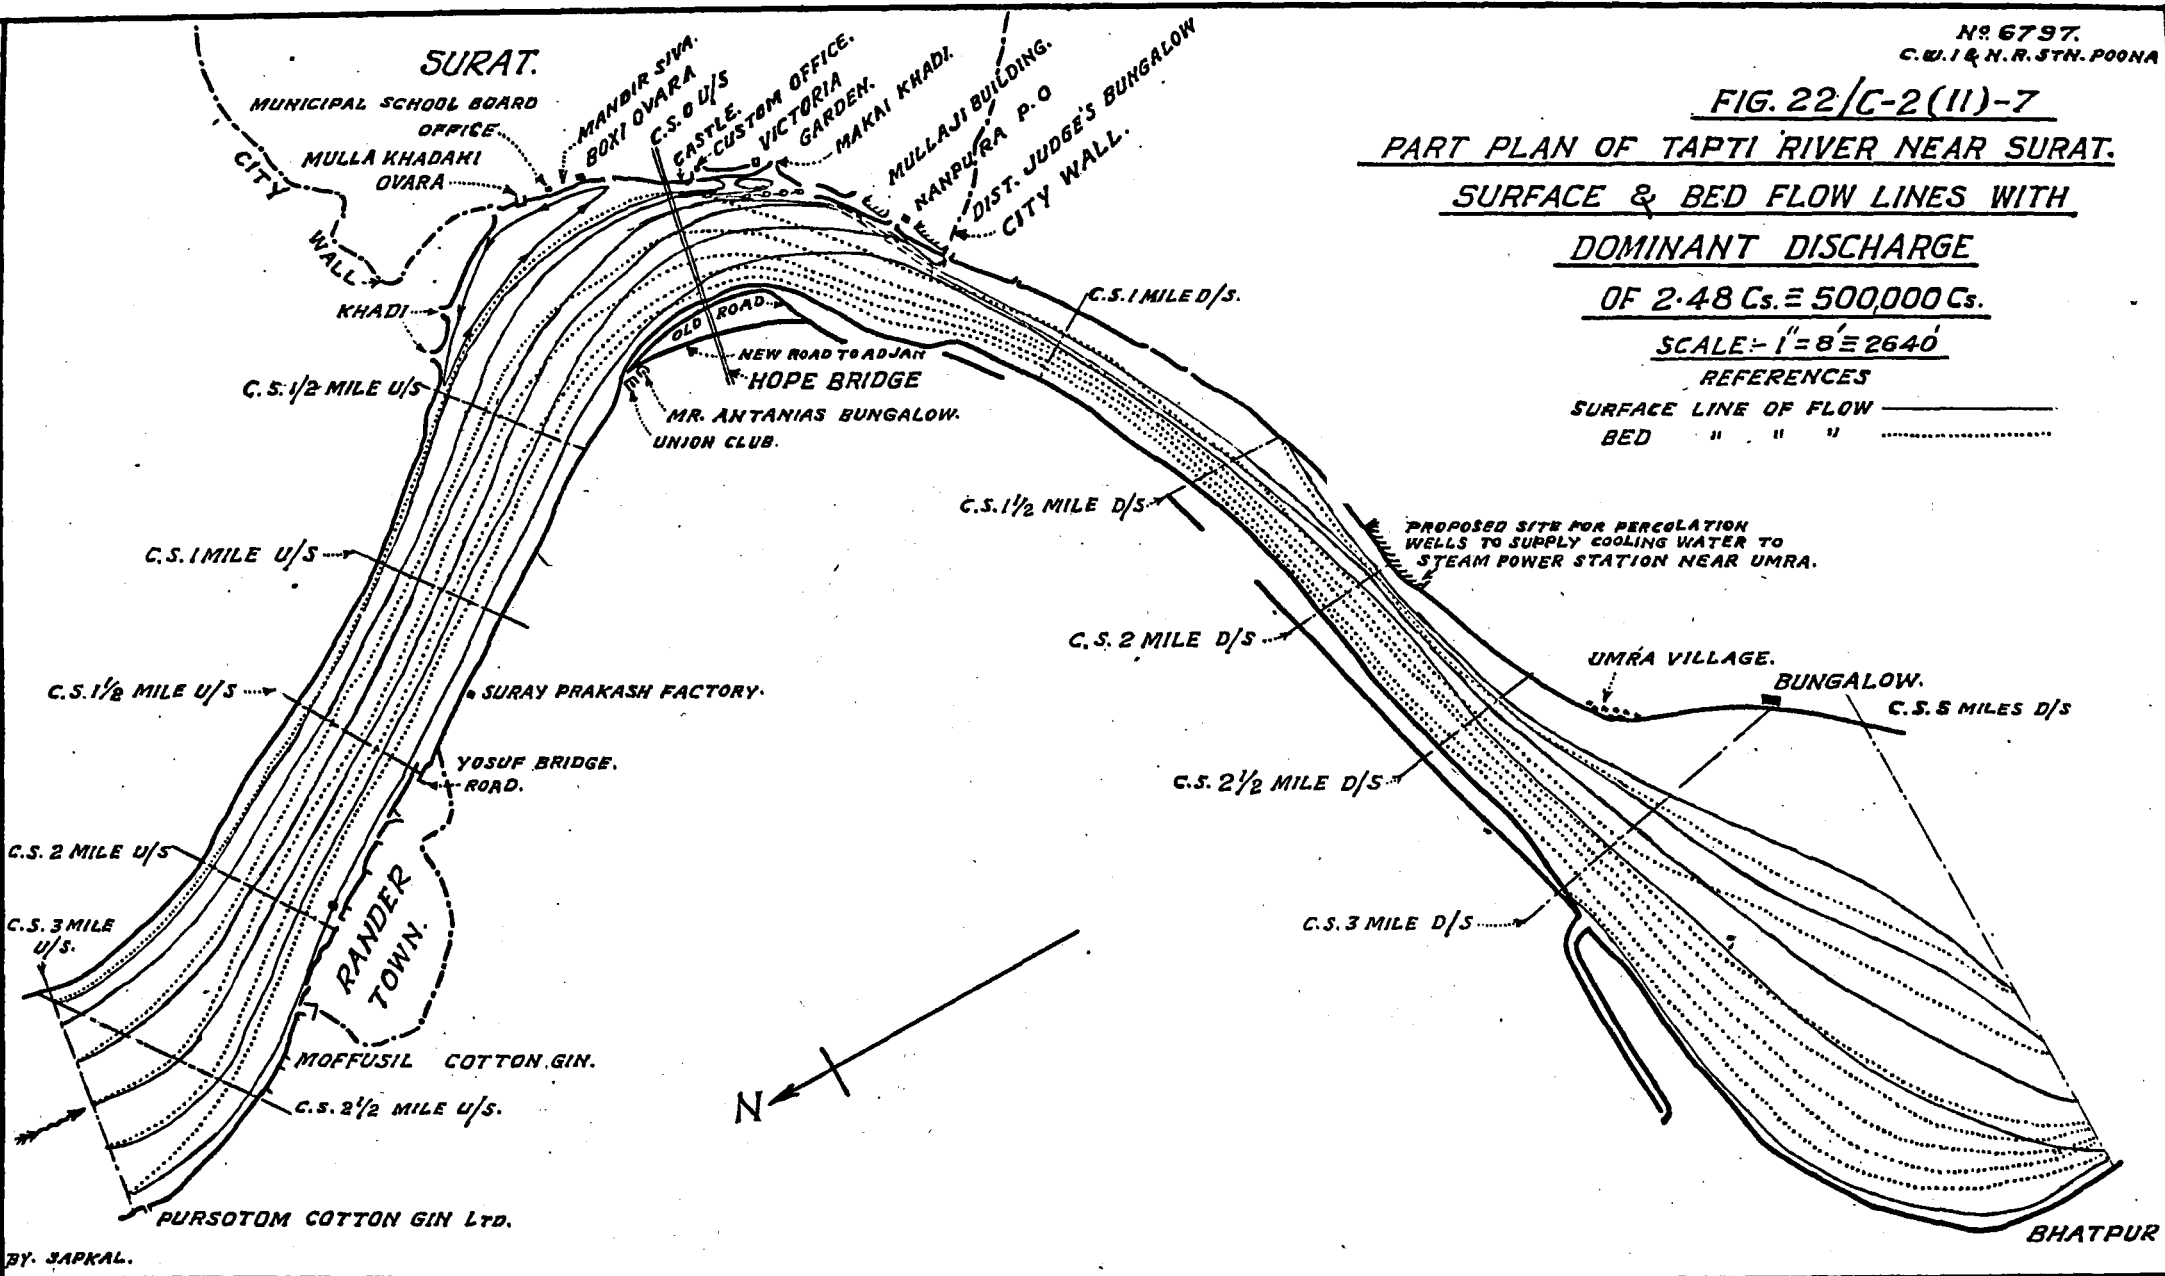 Nº 6797.
C.W.I & H.R.STN. POONA
FIG. 22/C-2(II)-7
PART PLAN OF TAPTI RIVER NEAR SURAT.
SURFACE & BED FLOW LINES WITH
DOMINANT DISCHARGE
OF 2·48 Cs. ≡ 500,000 Cs.
SCALE:- 1" = 8' ≡ 2640'
REFERENCES
SURFACE LINE OF FLOW
BED " " "
SURAT.
MUNICIPAL SCHOOL BOARD
OFFICE.
MULLA KHADAKI
OVARA
CITY
WALL
KHADI
MANDIR SIVA.
BOXI OVARA
C.S. 0 U/S
CASTLE.
CUSTOM OFFICE.
VICTORIA
GARDEN.
MAKAI KHADI.
MULLAJI BUILDING.
NANPURA P.O
DIST. JUDGE'S BUNGALOW
CITY WALL.
OLD ROAD
NEW ROAD TO ADJAN
HOPE BRIDGE
MR. ANTANIAS BUNGALOW.
UNION CLUB.
C.S. 1/2 MILE U/S
C.S. 1 MILE U/S
C.S. 1½ MILE U/S
C.S. 2 MILE U/S
C.S. 3 MILE
U/S.
SURAY PRAKASH FACTORY.
YOSUF BRIDGE.
ROAD.
RANDER
TOWN.
MOFFUSIL COTTON GIN.
C.S. 2½ MILE U/S.
PURSOTOM COTTON GIN LTD.
BY. SAPKAL.
N
C.S. 1 MILE D/S.
C.S. 1½ MILE D/S
C.S. 2 MILE D/S
C.S. 2½ MILE D/S
C.S. 3 MILE D/S
PROPOSED SITE FOR PERCOLATION
WELLS TO SUPPLY COOLING WATER TO
STEAM POWER STATION NEAR UMRA.
UMRA VILLAGE.
BUNGALOW.
C.S. 5 MILES D/S
BHATPUR